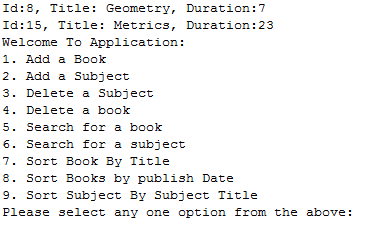 Id:8, Title: Geometry, Duration:7
Id:15, Title: Metrics, Duration:23
Welcome To Application:
1. Add a Book
2. Add a Subject
3. Delete a Subject
4. Delete a book
5. Search for a book
6. Search for a subject
7. Sort Book By Title
8. Sort Books by publish Date
9. Sort Subject By Subject Title
Please select any one option from the above: